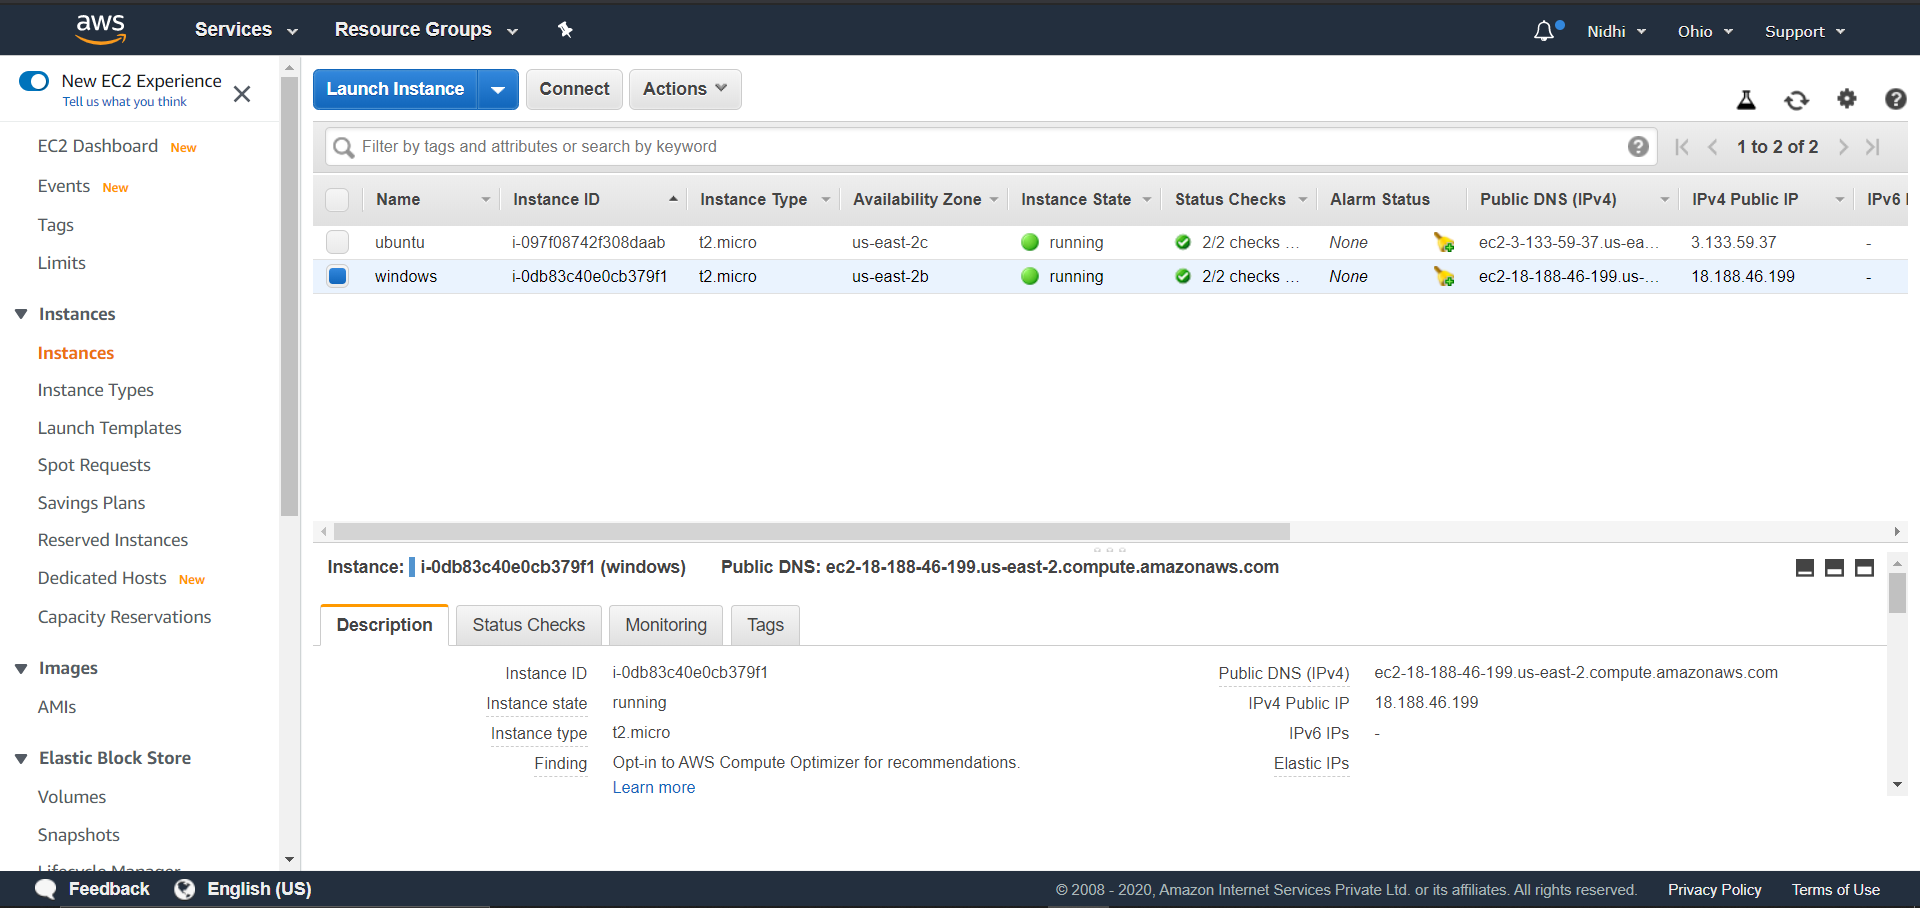 aws
Services
Resource Groups
Nidhi
Ohio
Support
New EC2 Experience
Tell us what you think
EC2 Dashboard New
Events New
Tags
Limits
Instances
Instances
Instance Types
Launch Templates
Spot Requests
Savings Plans
Reserved Instances
Dedicated Hosts New
Capacity Reservations
Images
AMIs
Elastic Block Store
Volumes
Snapshots
Lifecycle Manager
Launch Instance
Connect
Actions
Filter by tags and attributes or search by keyword
1 to 2 of 2
Name Instance ID Instance Type Availability Zone Instance State Status Checks Alarm Status Public DNS (IPv4) IPv4 Public IP IPv6
ubuntu i-097f08742f308daab t2.micro us-east-2c running 2/2 checks ... None ec2-3-133-59-37.us-ea... 3.133.59.37 -
windows i-0db83c40e0cb379f1 t2.micro us-east-2b running 2/2 checks ... None ec2-18-188-46-199.us-... 18.188.46.199 -
Instance: i-0db83c40e0cb379f1 (windows) Public DNS: ec2-18-188-46-199.us-east-2.compute.amazonaws.com
Description Status Checks Monitoring Tags
Instance ID i-0db83c40e0cb379f1
Instance state running
Instance type t2.micro
Finding Opt-in to AWS Compute Optimizer for recommendations.
Learn more
Public DNS (IPv4) ec2-18-188-46-199.us-east-2.compute.amazonaws.com
IPv4 Public IP 18.188.46.199
IPv6 IPs -
Elastic IPs
Feedback
English (US)
© 2008 - 2020, Amazon Internet Services Private Ltd. or its affiliates. All rights reserved.
Privacy Policy
Terms of Use